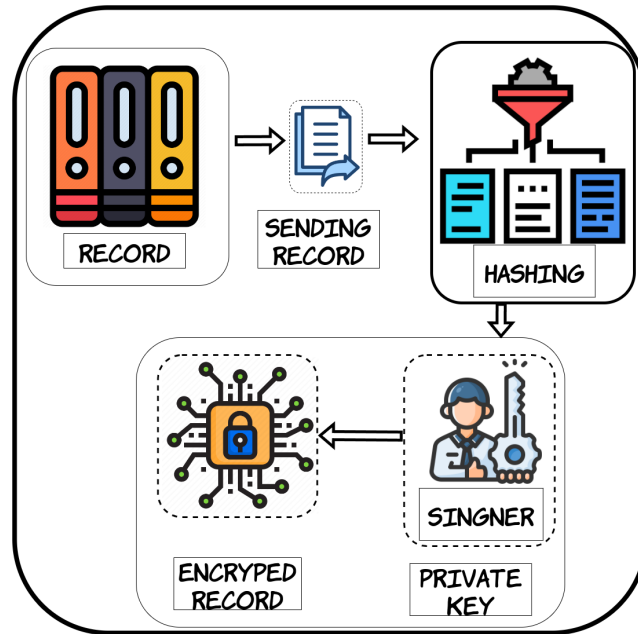 RECORD
SENDING
RECORD
HASHING
SINGNER
ENCRYPED
RECORD
PRIVATE
KEY